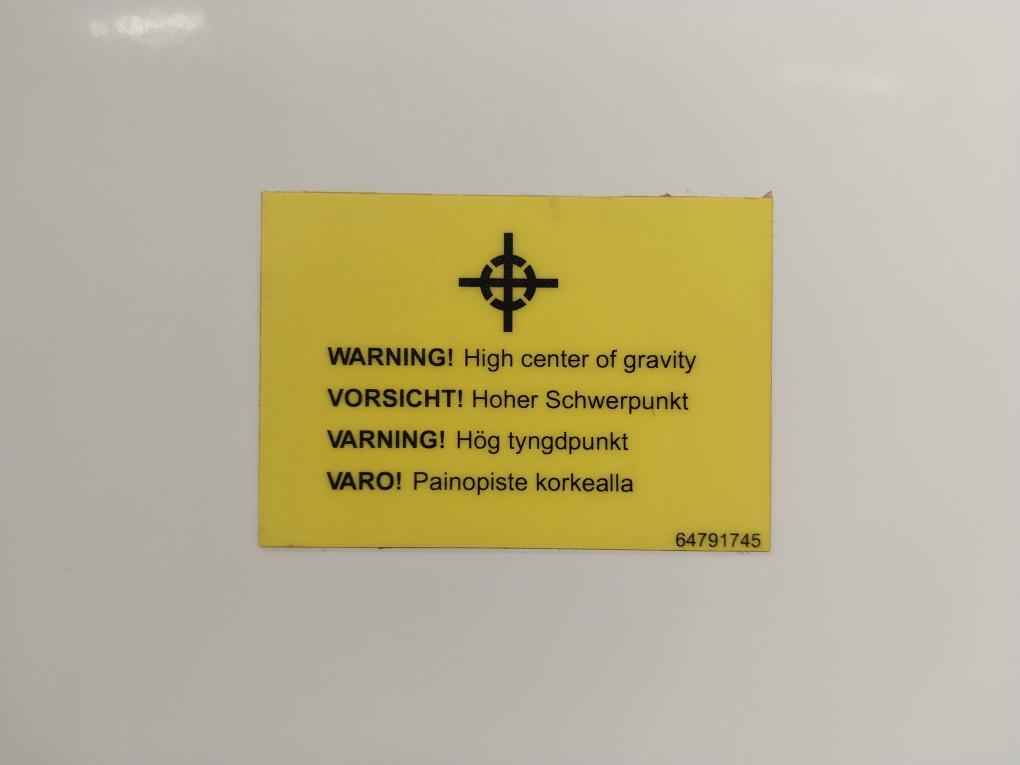 WARNING! High center of gravity
VORSICHT! Hoher Schwerpunkt
VARNING! Hög tyngdpunkt
VARO! Painopiste korkealla
64791745